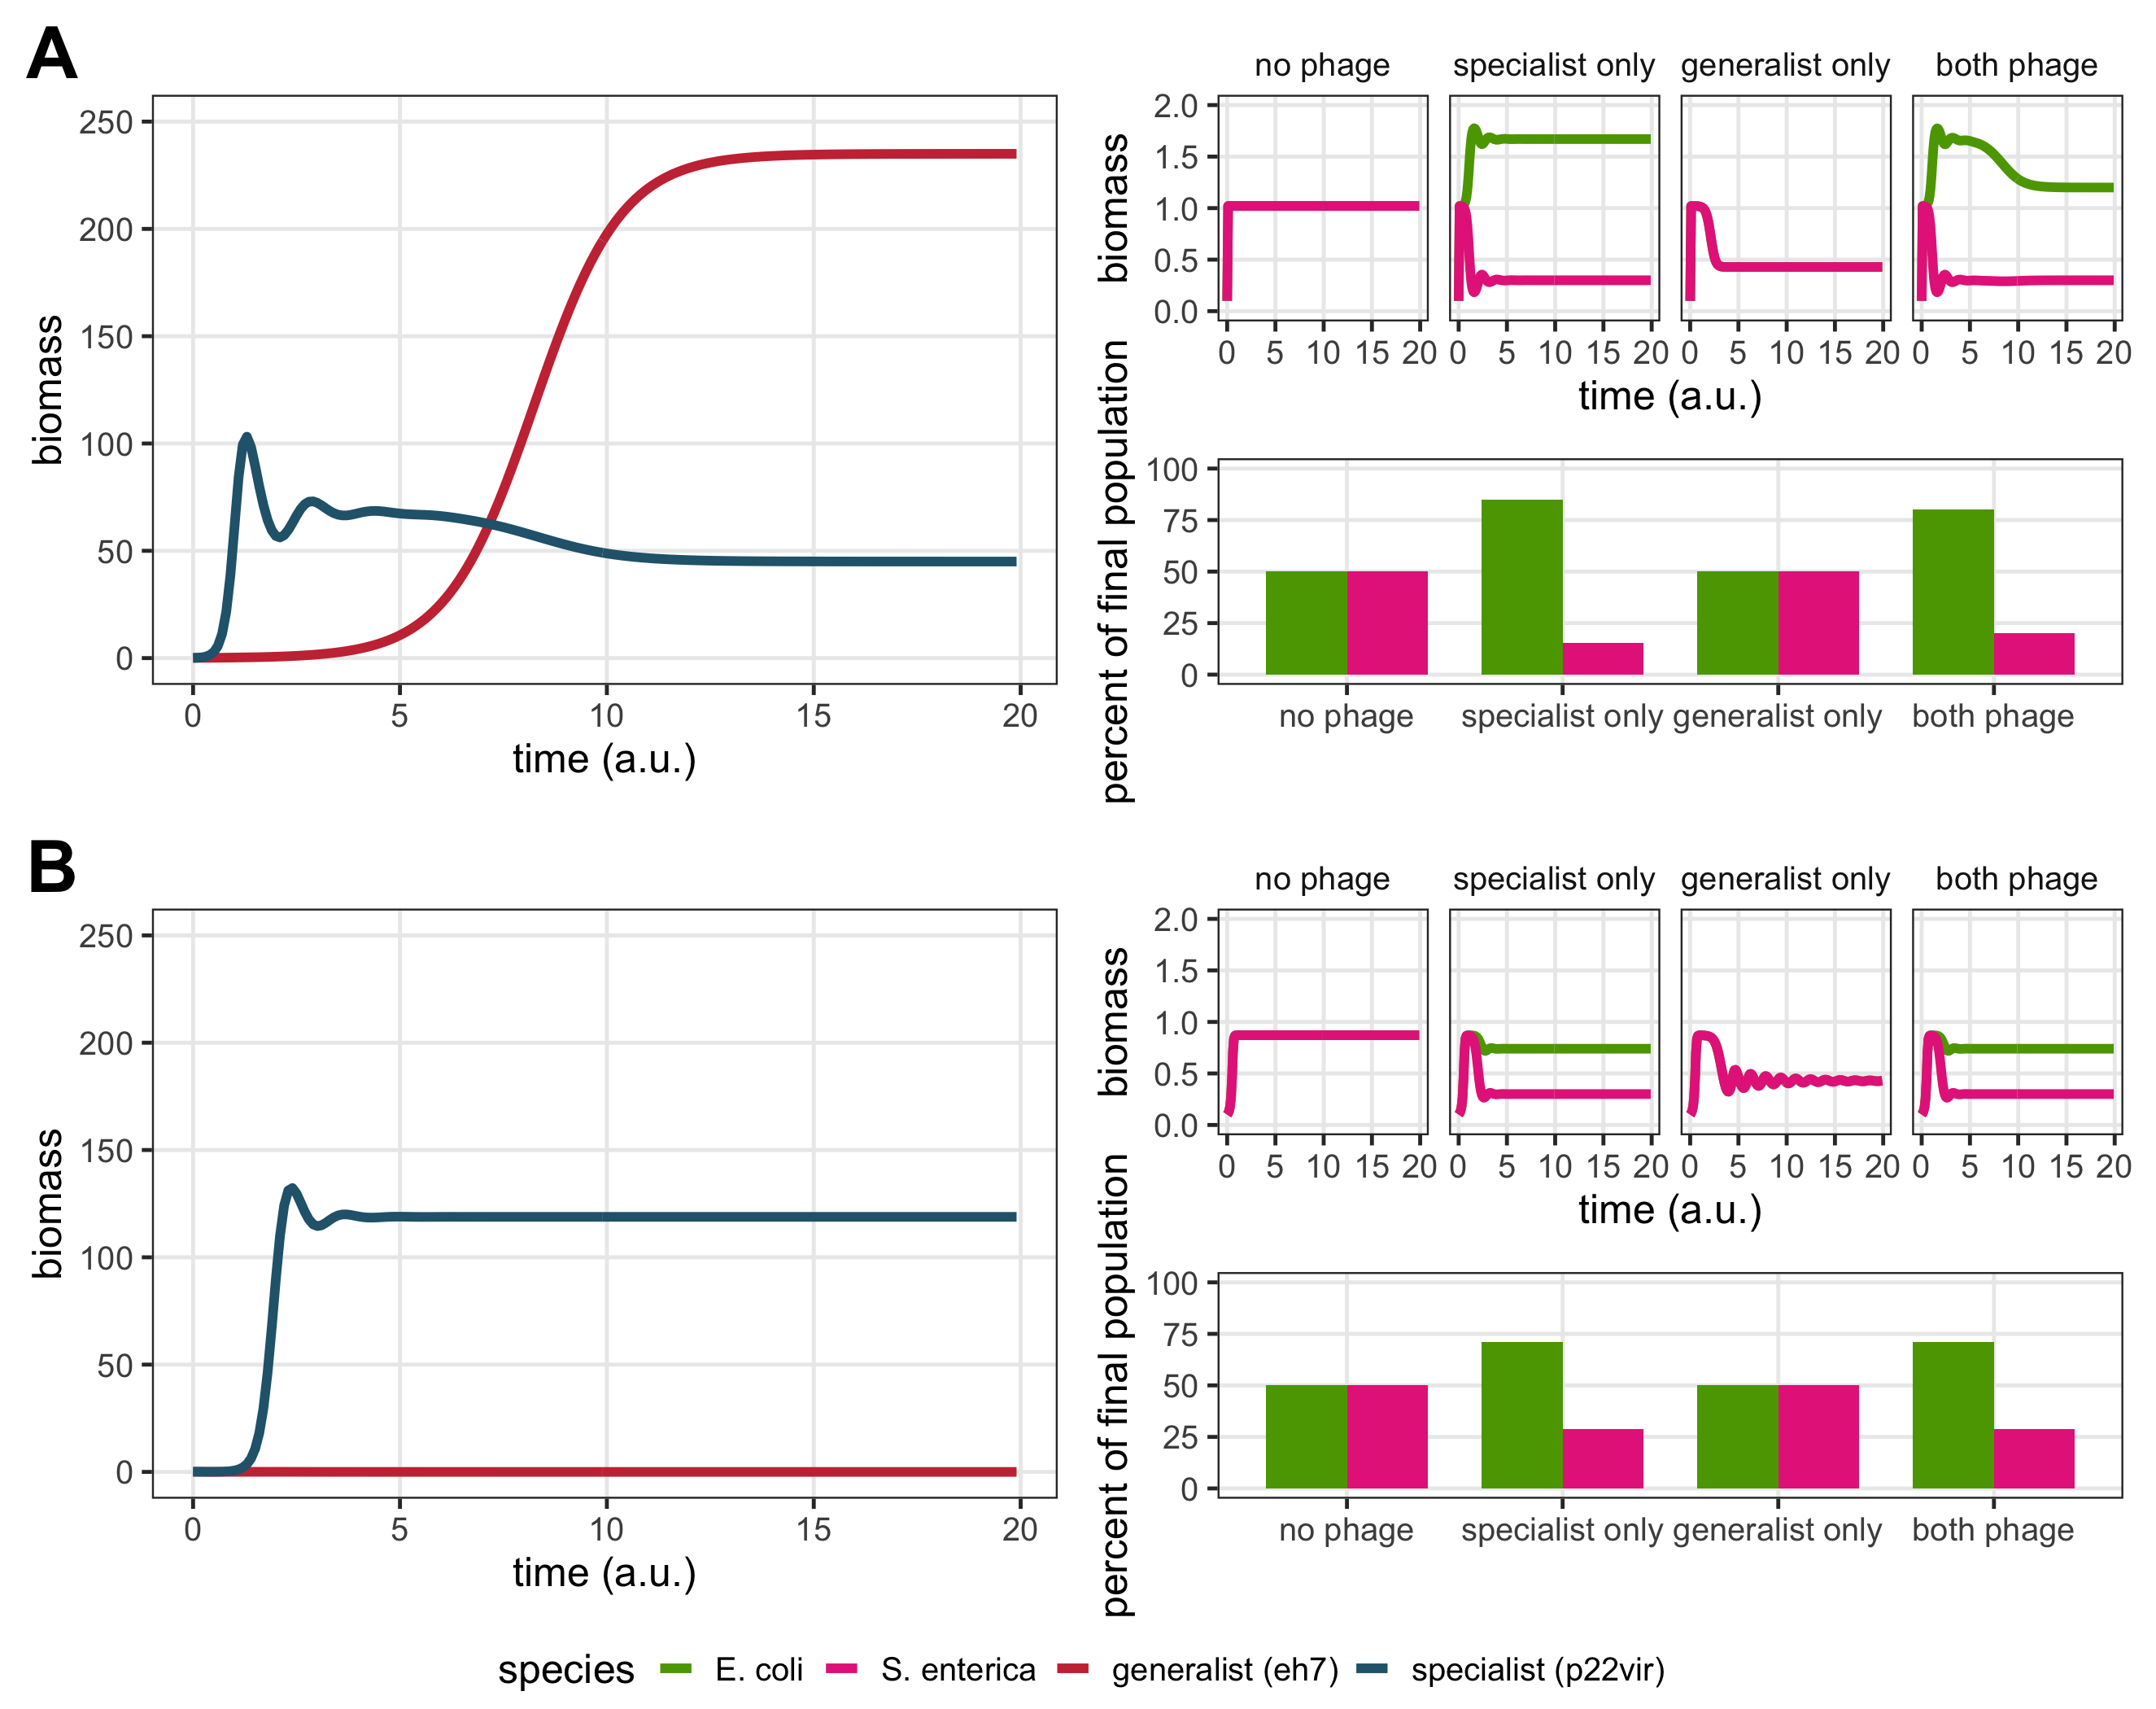 A
no phage specialist only generalist only both phage
250
200
150
100
50
0
biomass
0 5 10 15 20
time (a.u.)
2.0
1.5
1.0
0.5
0.0
biomass
0 5 10 15 20 0 5 10 15 20 0 5 10 15 20 0 5 10 15 20
time (a.u.)
100
75
50
25
0
percent of final population
no phage specialist only generalist only both phage
B
no phage specialist only generalist only both phage
250
200
150
100
50
0
biomass
0 5 10 15 20
time (a.u.)
2.0
1.5
1.0
0.5
0.0
biomass
0 5 10 15 20 0 5 10 15 20 0 5 10 15 20 0 5 10 15 20
time (a.u.)
100
75
50
25
0
percent of final population
no phage specialist only generalist only both phage
species E. coli S. enterica generalist (eh7) specialist (p22vir)